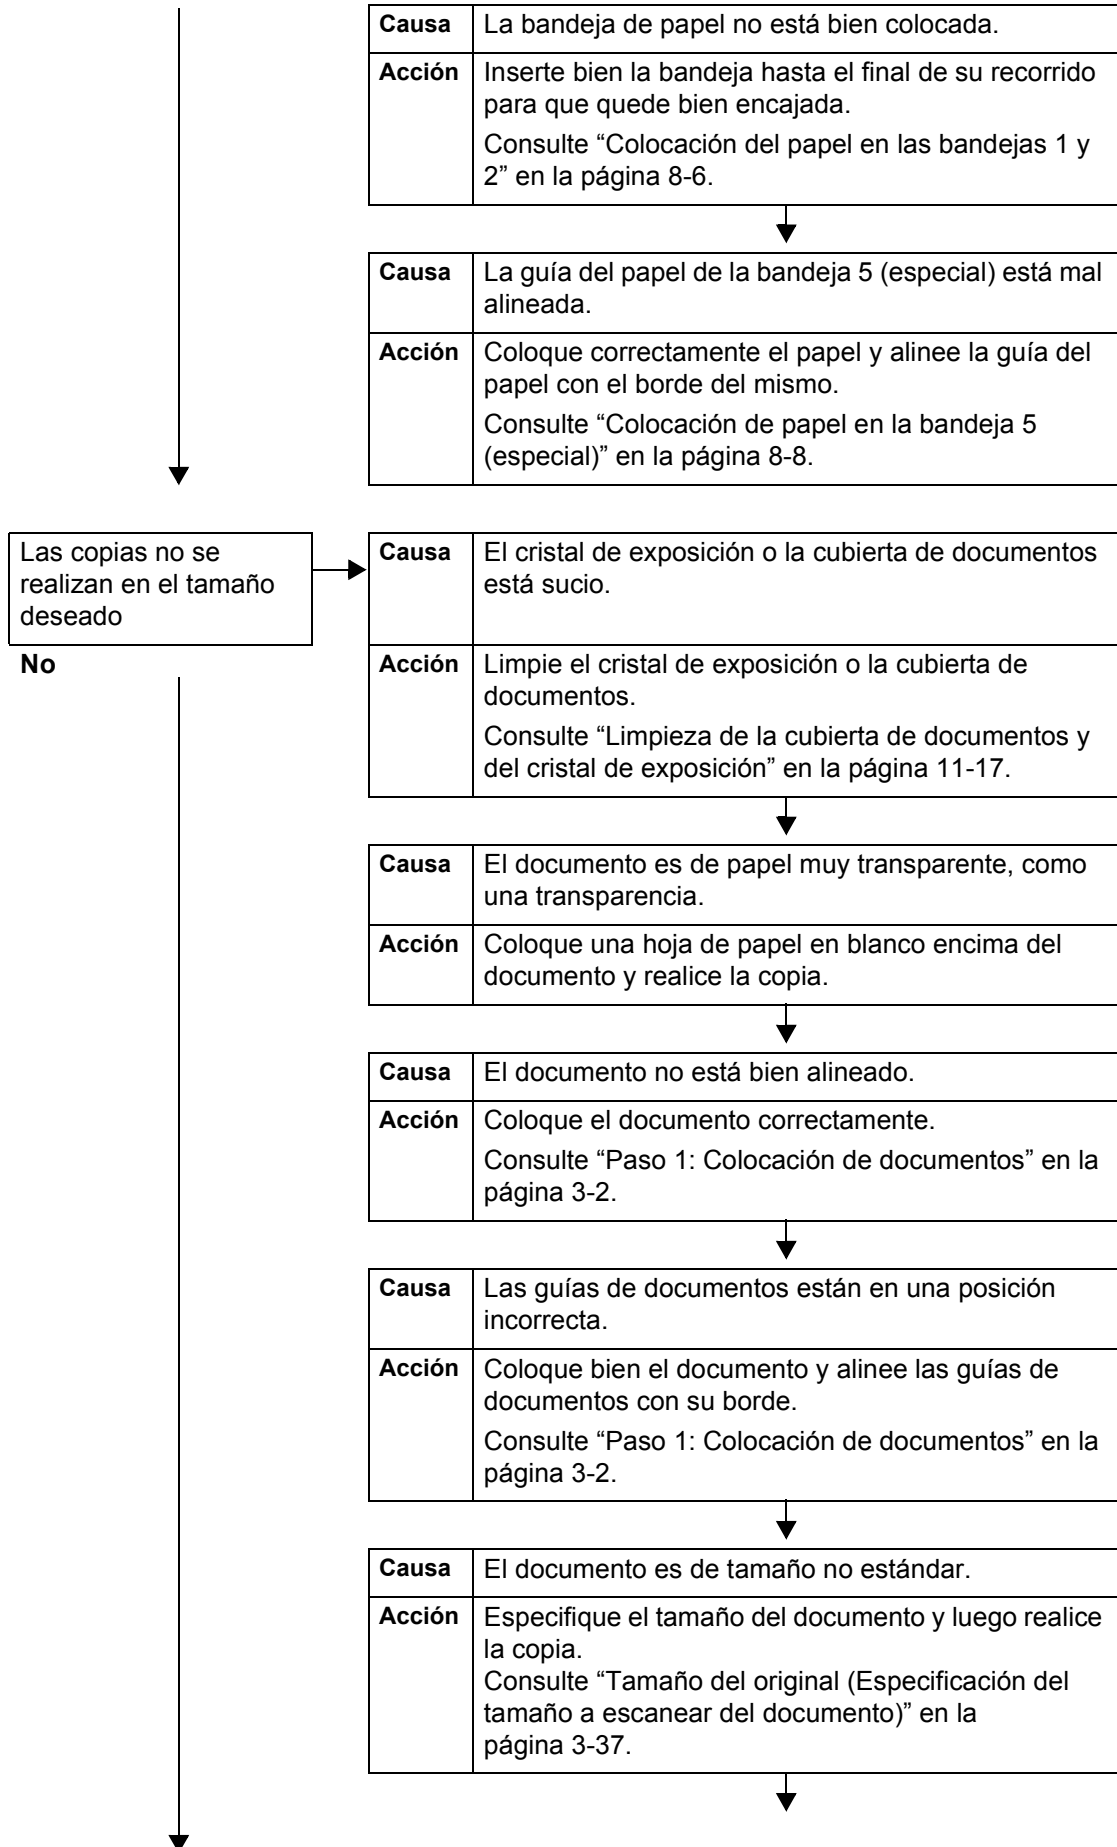 Causa La bandeja de papel no está bien colocada.
Acción Inserte bien la bandeja hasta el final de su recorrido
para que quede bien encajada.
Consulte “Colocación del papel en las bandejas 1 y
2” en la página 8-6.
Causa La guía del papel de la bandeja 5 (especial) está mal
alineada.
Acción Coloque correctamente el papel y alinee la guía del
papel con el borde del mismo.
Consulte “Colocación de papel en la bandeja 5
(especial)” en la página 8-8.
Las copias no se
realizan en el tamaño
deseado
No
Causa El cristal de exposición o la cubierta de documentos
está sucio.
Acción Limpie el cristal de exposición o la cubierta de
documentos.
Consulte “Limpieza de la cubierta de documentos y
del cristal de exposición” en la página 11-17.
Causa El documento es de papel muy transparente, como
una transparencia.
Acción Coloque una hoja de papel en blanco encima del
documento y realice la copia.
Causa El documento no está bien alineado.
Acción Coloque el documento correctamente.
Consulte “Paso 1: Colocación de documentos” en la
página 3-2.
Causa Las guías de documentos están en una posición
incorrecta.
Acción Coloque bien el documento y alinee las guías de
documentos con su borde.
Consulte “Paso 1: Colocación de documentos” en la
página 3-2.
Causa El documento es de tamaño no estándar.
Acción Especifique el tamaño del documento y luego realice
la copia.
Consulte “Tamaño del original (Especificación del
tamaño a escanear del documento)” en la
página 3-37.